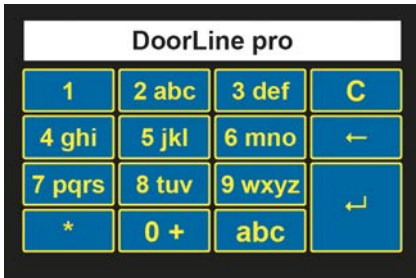 DoorLine pro
1 2 abc 3 def C
4 ghi 5 jkl 6 mno ←
7 pqrs 8 tuv 9 wxyz ↵
* 0 + abc